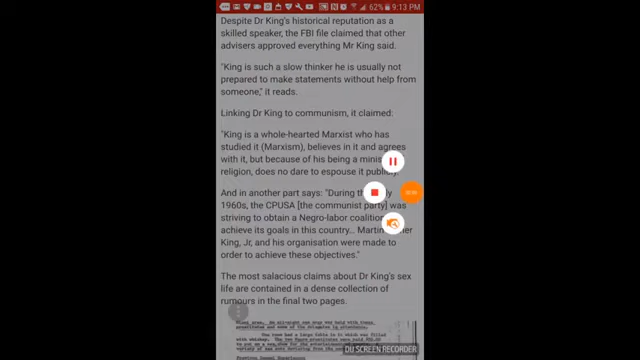 62% 9:13 PM
Despite Dr King's historical reputation as a
skilled speaker, the FBI file claimed that other
advisers approved everything Mr King said.
"King is such a slow thinker he is usually not
prepared to make statements without help from
someone," it reads.
Linking Dr King to communism, it claimed:
"King is a whole-hearted Marxist who has
studied it (Marxism), believes in it and agrees
with it, but because of his being a minis
religion, does no dare to espouse it publicly."
And in another part says: "During th ly
1960s, the CPUSA [the communist party] was
striving to obtain a Negro-labor coalition
achieve its goals in this country... Martin er
King, Jr, and his organisation were made to
order to achieve these objectives."
The most salacious claims about Dr King's sex
life are contained in a dense collection of
rumours in the final two pages.
DU SCREEN RECORDER